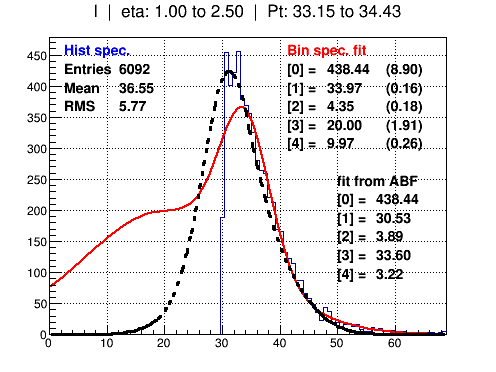 I | eta: 1.00 to 2.50 | Pt: 33.15 to 34.43
Hist spec.
Entries 6092
Mean 36.55
RMS 5.77
Bin spec. fit
[0] = 438.44 (8.90)
[1] = 33.97 (0.16)
[2] = 4.35 (0.18)
[3] = 20.00 (1.91)
[4] = 9.97 (0.26)
fit from ABF
[0] = 438.44
[1] = 30.53
[2] = 3.89
[3] = 33.60
[4] = 3.22
450
400
350
300
250
200
150
100
50
0
0 10 20 30 40 50 60